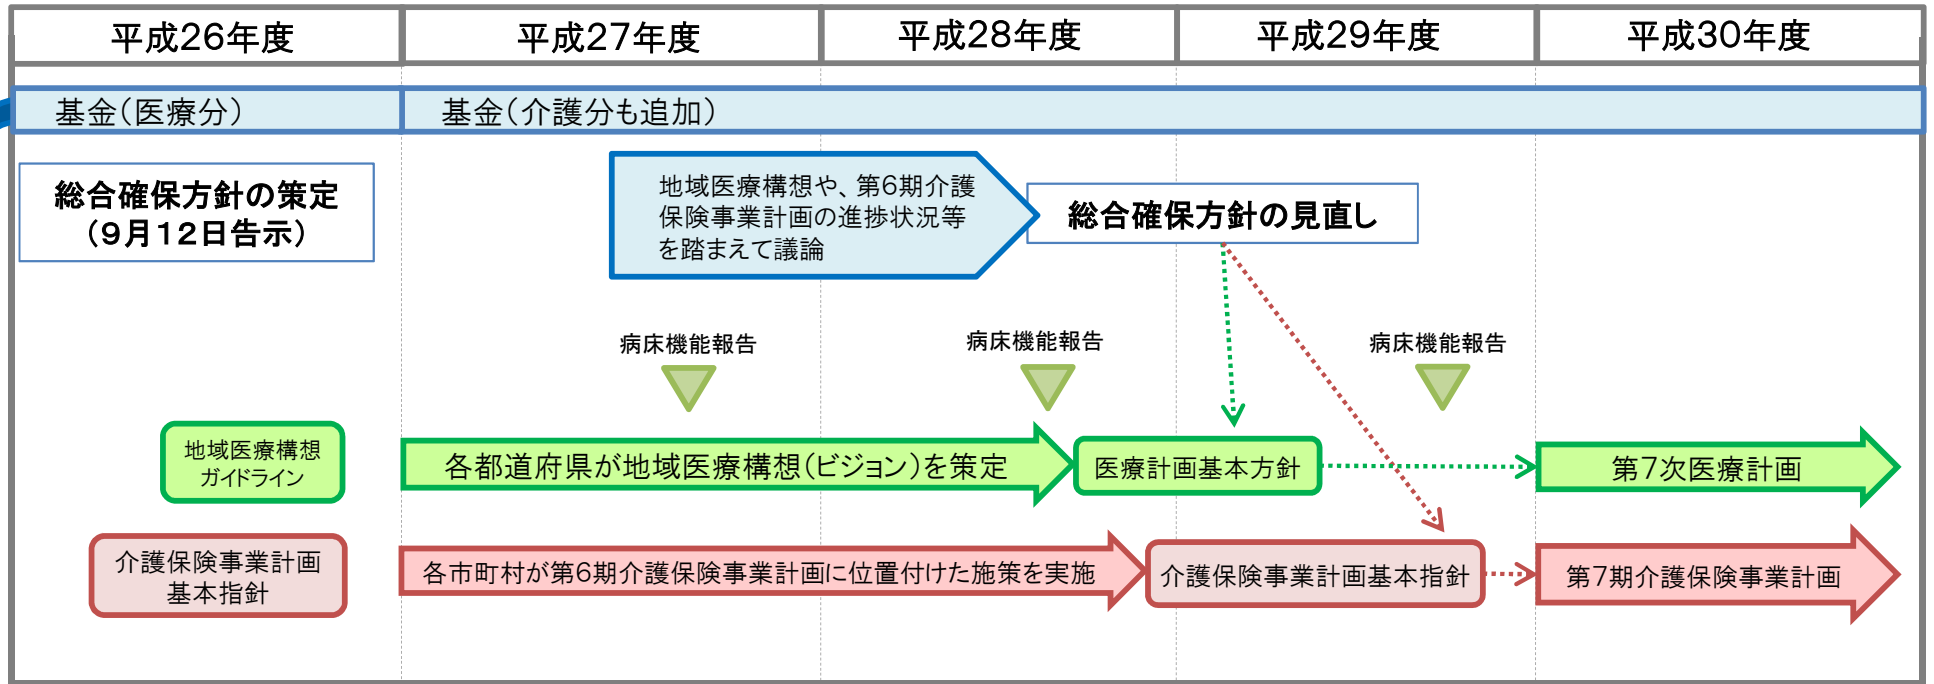 平成26年度
平成27年度
平成28年度
平成29年度
平成30年度
基金（医療分）
基金（介護分も追加）
総合確保方針の策定
（９月１２日告示）
地域医療構想や、第６期介護
保険事業計画の進捗状況等
を踏まえて議論
総合確保方針の見直し
病床機能報告
病床機能報告
病床機能報告
地域医療構想
ガイドライン
各都道府県が地域医療構想（ビジョン）を策定
医療計画基本方針
第７次医療計画
介護保険事業計画
基本指針
各市町村が第６期介護保険事業計画に位置付けた施策を実施
介護保険事業計画基本指針
第７期介護保険事業計画